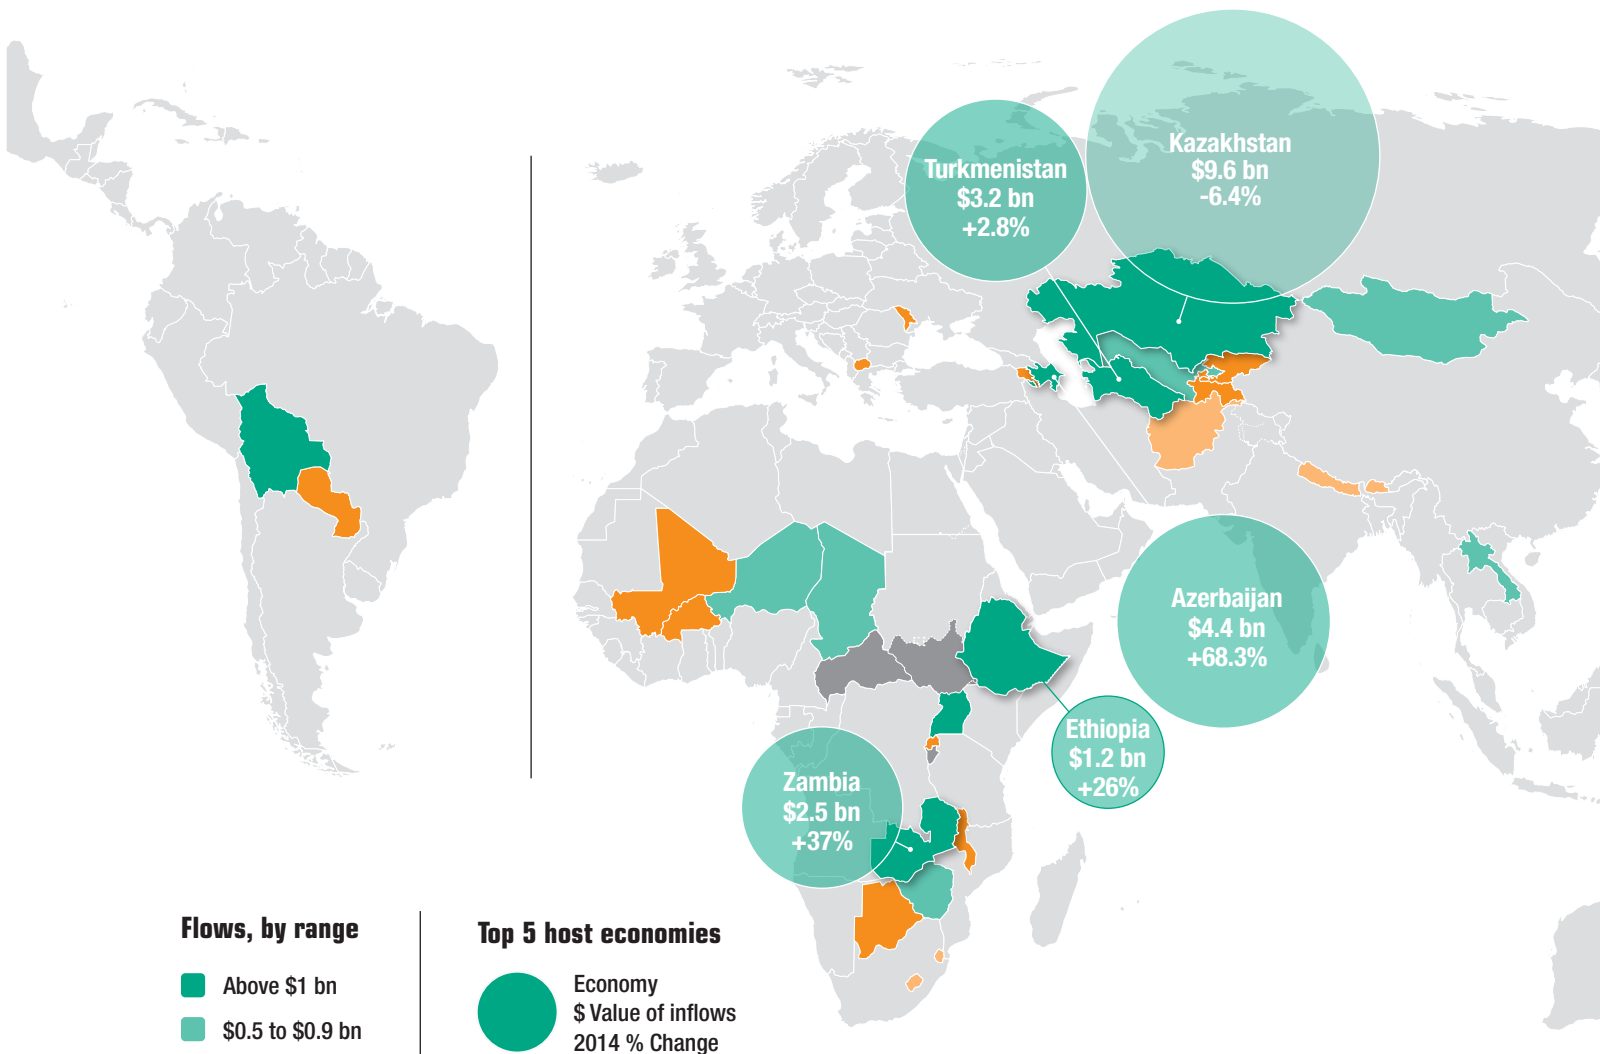 Kazakhstan
$9.6 bn
-6.4%
Turkmenistan
$3.2 bn
+2.8%
Azerbaijan
$4.4 bn
+68.3%
Ethiopia
$1.2 bn
+26%
Zambia
$2.5 bn
+37%
Flows, by range
Above $1 bn
$0.5 to $0.9 bn
Top 5 host economies
Economy
$ Value of inflows
2014 % Change